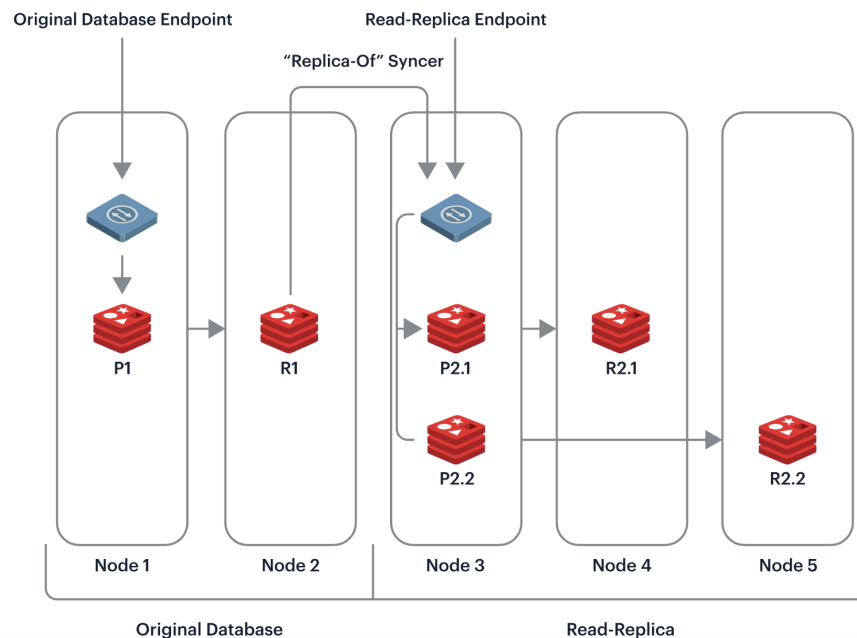 Original Database Endpoint
Read-Replica Endpoint
“Replica-Of” Syncer
P1
R1
P2.1
R2.1
P2.2
R2.2
Node 1
Node 2
Node 3
Node 4
Node 5
Original Database
Read-Replica